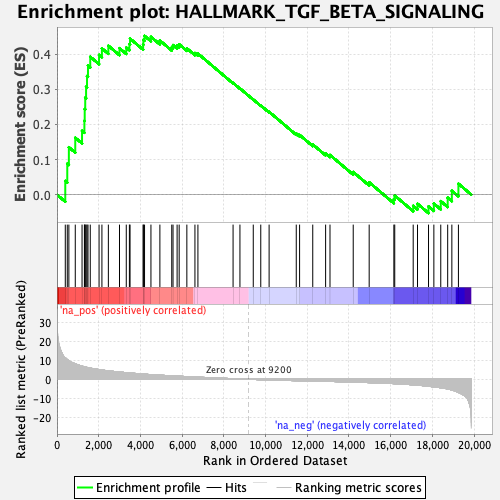 Enrichment plot: HALLMARK_TGF_BETA_SIGNALING
Enrichment score (ES)
0.4
0.3
0.2
0.1
0.0
'na_pos' (positively correlated)
Ranked list metric (PreRanked)
30
20
10
0
-10
-20
Zero cross at 9200
'na_neg' (negatively correlated)
0
2,000
4,000
6,000
8,000
10,000
12,000
14,000
16,000
18,000
20,000
Rank in Ordered Dataset
Enrichment profile
Hits
Ranking metric scores